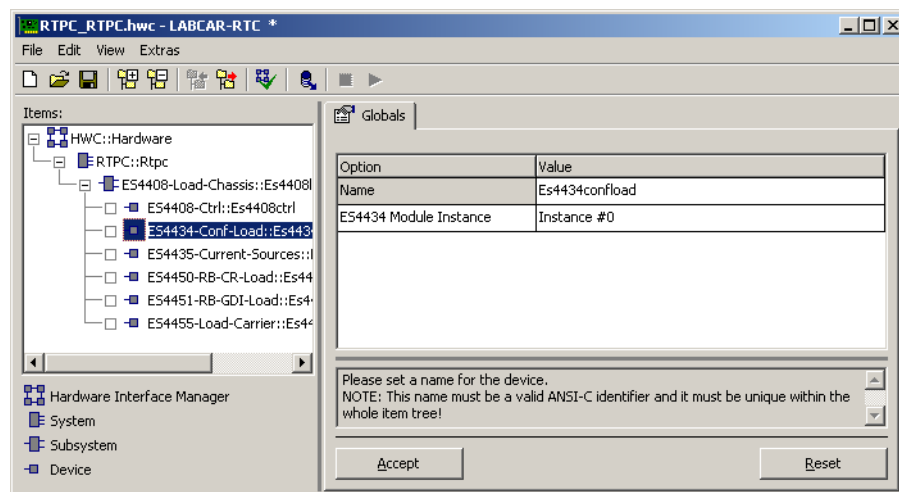 RTPC_RTPC.hwc - LABCAR-RTC *
File Edit View Extras
Items:
HWC::Hardware
RTPC::Rtpc
ES4408-Load-Chassis::Es4408l
ES4408-Ctrl::Es4408ctrl
ES4434-Conf-Load::Es443
ES4435-Current-Sources::
ES4450-RB-CR-Load::Es44
ES4451-RB-GDI-Load::Es4
ES4455-Load-Carrier::Es44
Hardware Interface Manager
System
Subsystem
Device
Globals
Option Value
Name Es4434confload
ES4434 Module Instance Instance #0
Please set a name for the device.
NOTE: This name must be a valid ANSI-C identifier and it must be unique within the
whole item tree!
Accept Reset